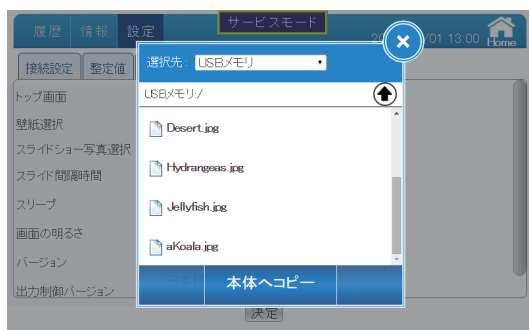 サービスモード
履歴 情報 設定
/01 13:00 Home
接続設定 整定値
選択先: USBメモリ
USBメモリ:/
トップ画面
壁紙選択
Desert.jpg
スライドショー写真選択
Hydrangeas.jpg
スライド間隔時間
スリープ
Jellyfish.jpg
画面の明るさ
aKoala.jpg
バージョン
本体へコピー
出力制御バージョン
決定